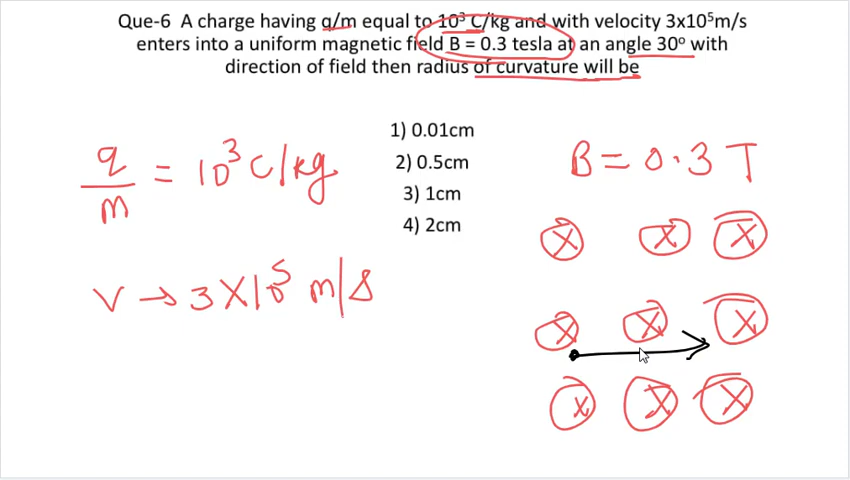 Que-6 A charge having q/m equal to 10³ C/kg and with velocity 3x10⁵m/s
enters into a uniform magnetic field B = 0.3 tesla at an angle 30° with
direction of field then radius of curvature will be
1) 0.01cm
2) 0.5cm
3) 1cm
4) 2cm
q/m = 10³ C/kg
V → 3 X 10⁵ m/s
B = 0.3 T
X X X
X X X
X X X